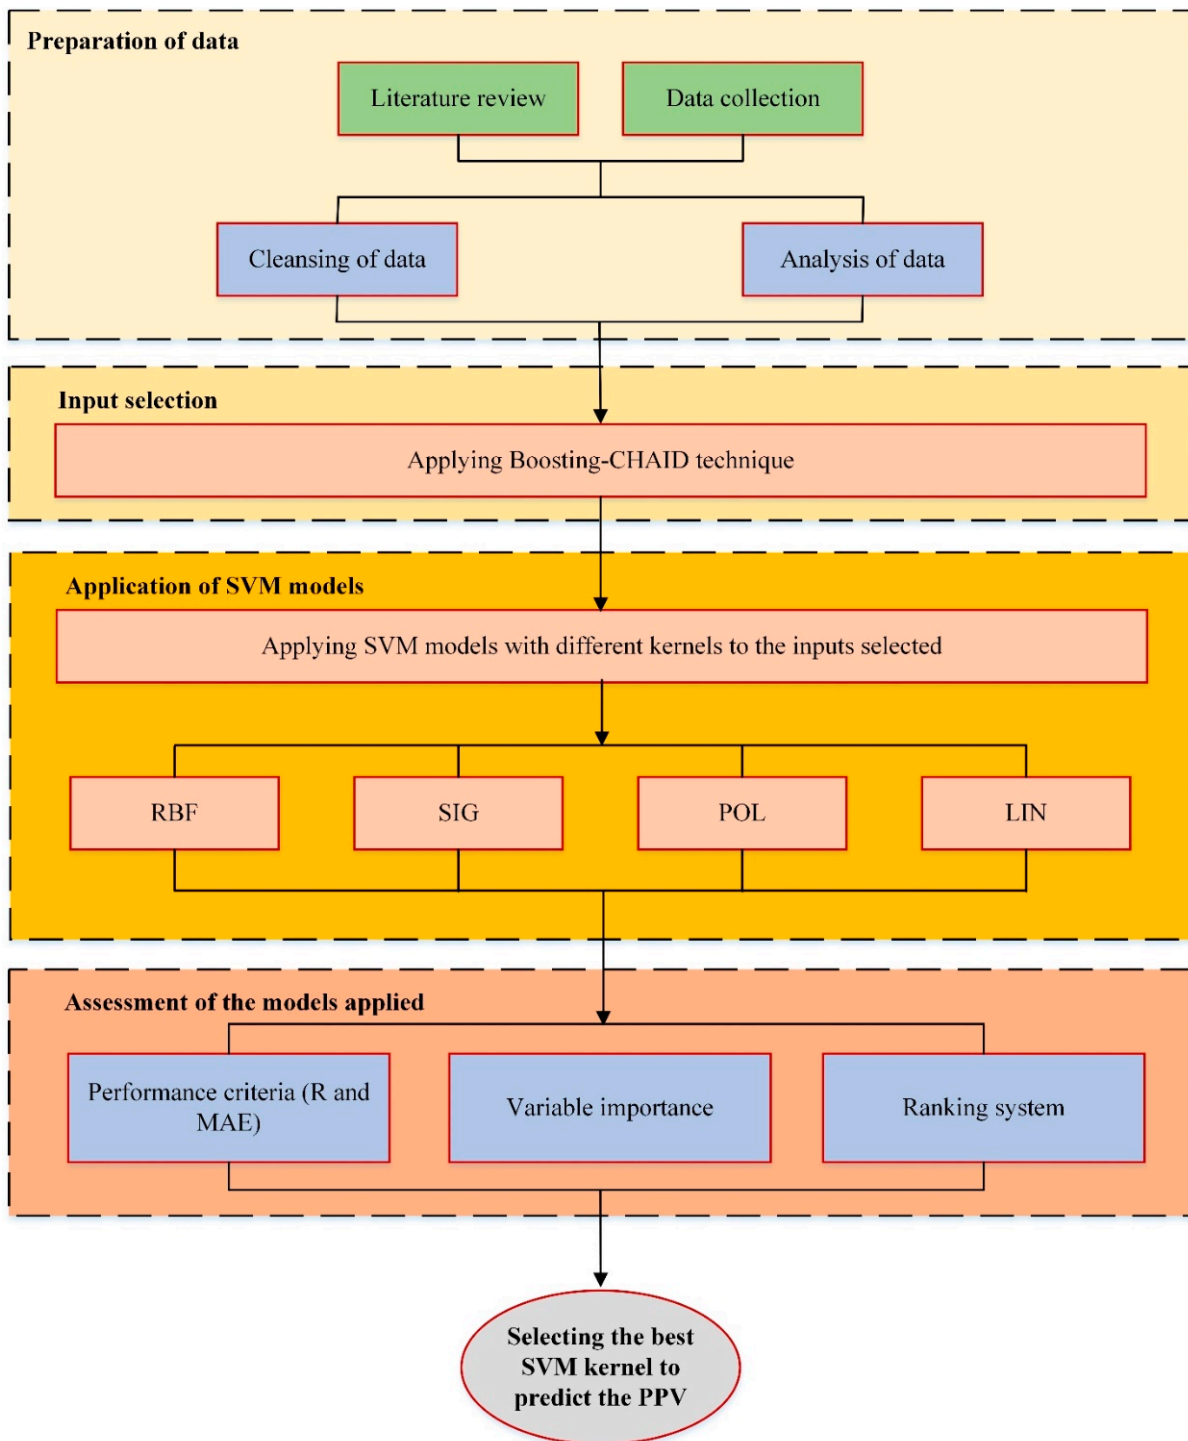 Preparation of data
Literature review
Data collection
Cleansing of data
Analysis of data
Input selection
Applying Boosting-CHAID technique
Application of SVM models
Applying SVM models with different kernels to the inputs selected
RBF
SIG
POL
LIN
Assessment of the models applied
Performance criteria (R and
MAE)
Variable importance
Ranking system
Selecting the best
SVM kernel to
predict the PPV